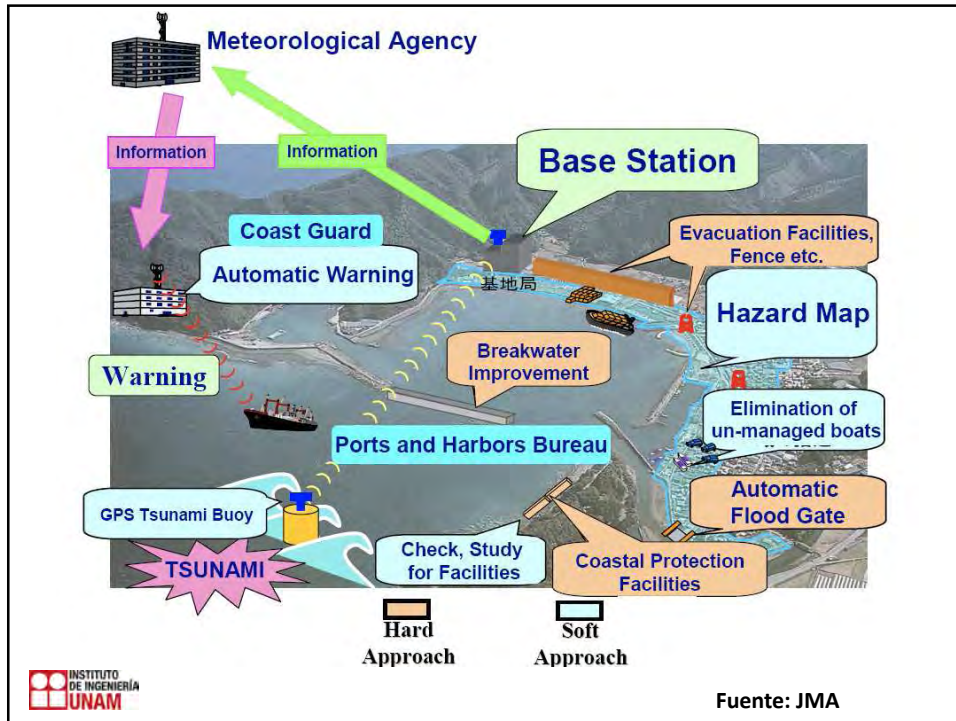 Meteorological Agency
Information
Information
Base Station
Coast Guard
Automatic Warning
Evacuation Facilities,
Fence etc.
基地局
Hazard Map
Breakwater
Improvement
Warning
Elimination of
un-managed boats
Ports and Harbors Bureau
GPS Tsunami Buoy
Automatic
Flood Gate
TSUNAMI
Check, Study
for Facilities
Coastal Protection
Facilities
Hard
Approach
Soft
Approach
INSTITUTO
DE INGENIERÍA
UNAM
Fuente: JMA